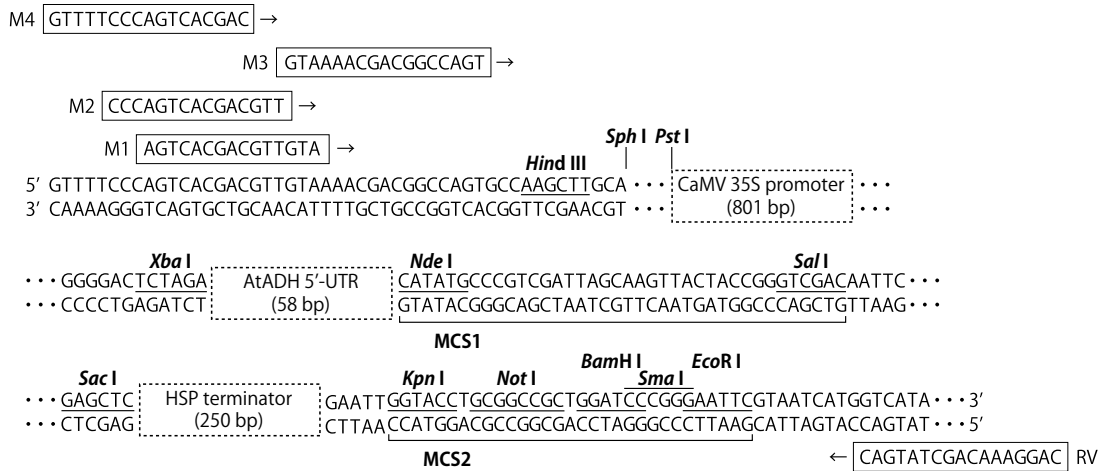 M4 GTTTTCCCAGTCACGAC →
M3 GTAAAACGACGGCCAGT →
M2 CCCAGTCACGACGTT →
Sph I Pst I
M1 AGTCACGACGTTGTA →
Hind III
5′ GTTTTCCCAGTCACGACGTTGTAAAACGACGGCCAGTGCCAAGCTTGCA ··· CaMV 35S promoter ···
3′ CAAAAGGGTCAGTGCTGCAACATTTTGCTGCCGGTCACGGTTCGAACGT ··· (801 bp) ···
Xba I Nde I Sal I
··· GGGGACTCTAGA AtADH 5′-UTR CATATGCCCGTCGATTAGCAAGTTACTACCGGGTCGACAATTC ···
··· CCCCTGAGATCT (58 bp) GTATACGGGCAGCTAATCGTTCAATGATGGCCCAGCTGTTAAG ···
MCS1
BamH I EcoR I
Sac I Kpn I Not I Sma I
··· GAGCTC HSP terminator GAATT GGTACCTGCGGCCGCTGGATCCCGGGAATTCGTAATCATGGTCATA ··· 3′
··· CTCGAG (250 bp) CTTAACCATGGACGCCGGCGACCTAGGGCCCTTAAGCATTAGTACCAGTAT ··· 5′
MCS2
← CAGTATCGACAAAGGAC RV